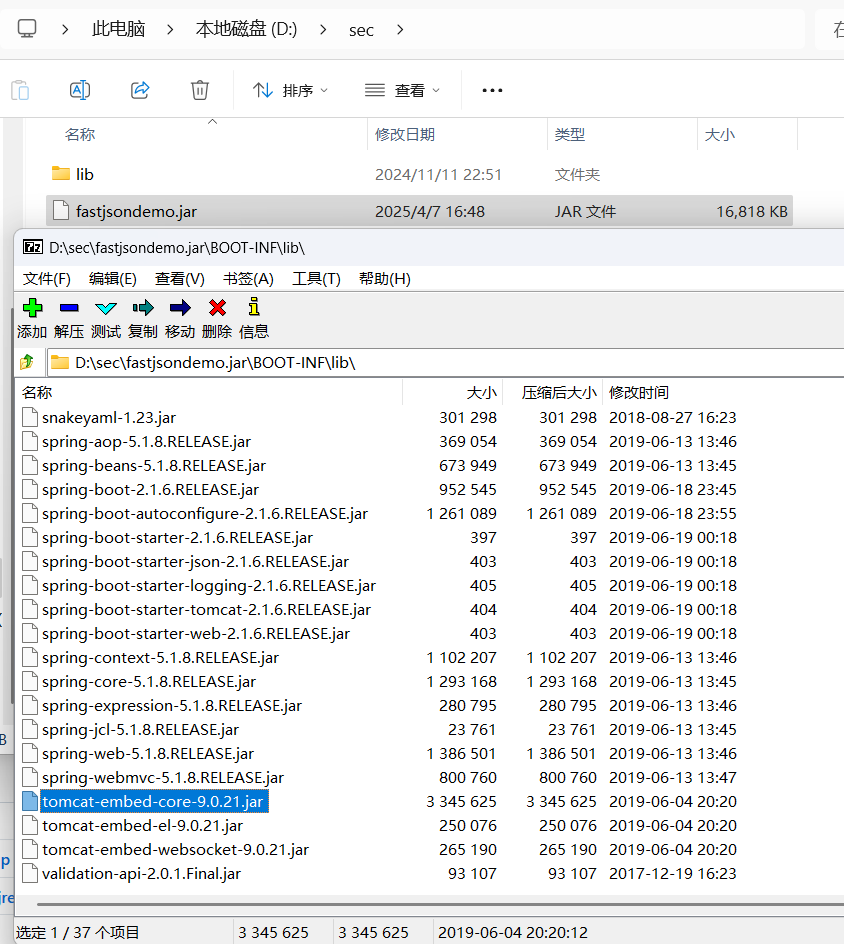 此电脑 本地磁盘 (D:) sec 在
排序 查看
名称 修改日期 类型 大小
lib 2024/11/11 22:51 文件夹
fastjsondemo.jar 2025/4/7 16:48 JAR 文件 16,818 KB
7z D:\sec\fastjsondemo.jar\BOOT-INF\lib\
文件(F) 编辑(E) 查看(V) 书签(A) 工具(T) 帮助(H)
添加 解压 测试 复制 移动 删除 信息
D:\sec\fastjsondemo.jar\BOOT-INF\lib\
名称 大小 压缩后大小 修改时间
snakeyaml-1.23.jar 301 298 301 298 2018-08-27 16:23
spring-aop-5.1.8.RELEASE.jar 369 054 369 054 2019-06-13 13:46
spring-beans-5.1.8.RELEASE.jar 673 949 673 949 2019-06-13 13:45
spring-boot-2.1.6.RELEASE.jar 952 545 952 545 2019-06-18 23:45
spring-boot-autoconfigure-2.1.6.RELEASE.jar 1 261 089 1 261 089 2019-06-18 23:55
spring-boot-starter-2.1.6.RELEASE.jar 397 397 2019-06-19 00:18
spring-boot-starter-json-2.1.6.RELEASE.jar 403 403 2019-06-19 00:18
spring-boot-starter-logging-2.1.6.RELEASE.jar 405 405 2019-06-19 00:18
spring-boot-starter-tomcat-2.1.6.RELEASE.jar 404 404 2019-06-19 00:18
spring-boot-starter-web-2.1.6.RELEASE.jar 403 403 2019-06-19 00:18
spring-context-5.1.8.RELEASE.jar 1 102 207 1 102 207 2019-06-13 13:46
spring-core-5.1.8.RELEASE.jar 1 293 168 1 293 168 2019-06-13 13:45
spring-expression-5.1.8.RELEASE.jar 280 795 280 795 2019-06-13 13:46
spring-jcl-5.1.8.RELEASE.jar 23 761 23 761 2019-06-13 13:45
B
spring-web-5.1.8.RELEASE.jar 1 386 501 1 386 501 2019-06-13 13:46
spring-webmvc-5.1.8.RELEASE.jar 800 760 800 760 2019-06-13 13:47
tomcat-embed-core-9.0.21.jar 3 345 625 3 345 625 2019-06-04 20:20
tomcat-embed-el-9.0.21.jar 250 076 250 076 2019-06-04 20:20
tomcat-embed-websocket-9.0.21.jar 265 190 265 190 2019-06-04 20:20
p
validation-api-2.0.1.Final.jar 93 107 93 107 2017-12-19 16:23
jre
选定 1 / 37 个项目 3 345 625 3 345 625 2019-06-04 20:20:12